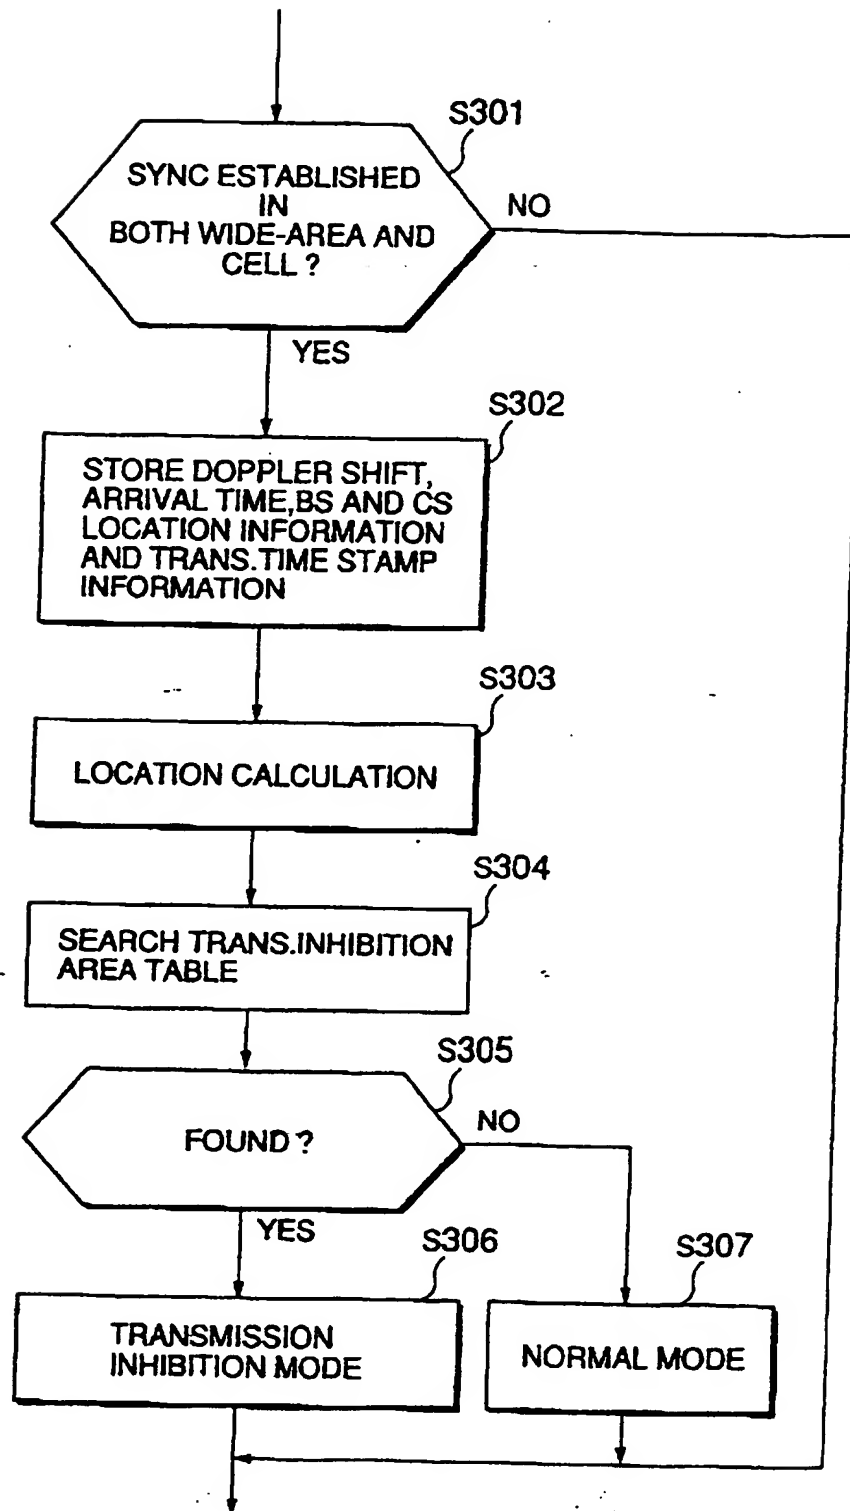 S301
SYNC ESTABLISHED
IN
BOTH WIDE-AREA AND
CELL ?
NO
YES
S302
STORE DOPPLER SHIFT,
ARRIVAL TIME,BS AND CS
LOCATION INFORMATION
AND TRANS.TIME STAMP
INFORMATION
S303
LOCATION CALCULATION
S304
SEARCH TRANS.INHIBITION
AREA TABLE
S305
FOUND ?
NO
YES
S306
S307
TRANSMISSION
INHIBITION MODE
NORMAL MODE